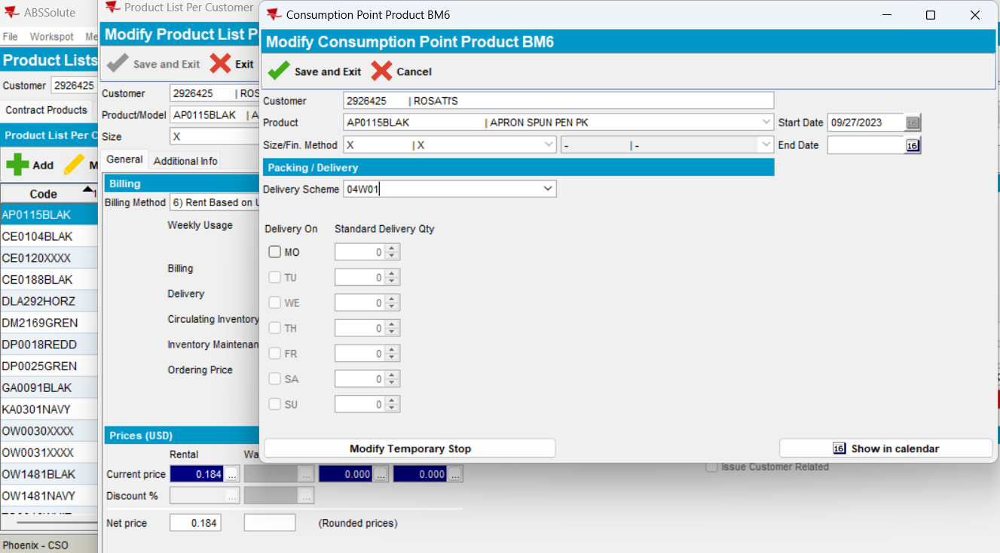 ABSSolute
File Workspot Me
Product Lists
Customer 2926425
Contract Products
Product List Per C
Add M
Code 1
AP0115BLAK
CE0104BLAK
CE0120XXXX
CE0188BLAK
DLA292HORZ
DM2169GREN
DP0018REDD
DP0025GREN
GA0091BLAK
KA0301NAVY
OW0030XXXX
OW0031XXXX
OW1481BLAK
OW1481NAVY
Phoenix - CSO
Product List Per Customer
Modify Product List P
Save and Exit Exit
Customer 2926425 | ROS
Product/Model AP0115BLAK | A
Size X
General Additional Info
Billing
Billing Method 6) Rent Based on U
Weekly Usage
Billing
Delivery
Circulating Inventory
Inventory Maintenan
Ordering Price
Prices (USD)
Rental Wa
Current price 0.184 ... ... 0.000 ... 0.000 ...
Discount % ... ...
Net price 0.184 (Rounded prices)
Issue Customer Related
Consumption Point Product BM6
Modify Consumption Point Product BM6
Save and Exit Cancel
Customer 2926425 | ROSATI'S
Product AP0115BLAK | APRON SPUN PEN PK Start Date 09/27/2023 16
Size/Fin. Method X | X - | - End Date 16
Packing / Delivery
Delivery Scheme 04W01
Delivery On Standard Delivery Qty
MO 0
TU 0
WE 0
TH 0
FR 0
SA 0
SU 0
Modify Temporary Stop 16 Show in calendar